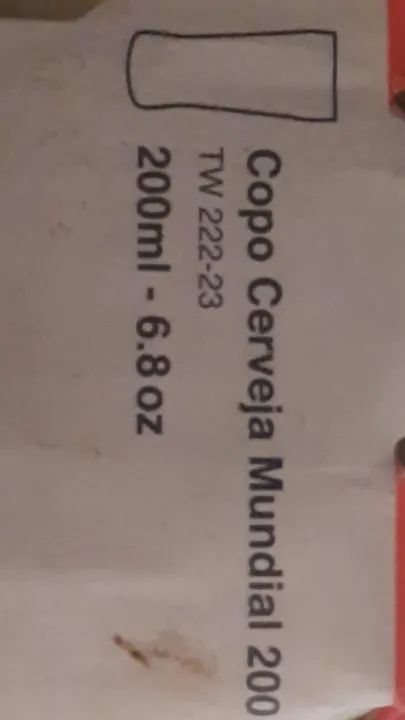 Copo Cerveja Mundial 200
TW 222-23
200ml - 6.8 oz